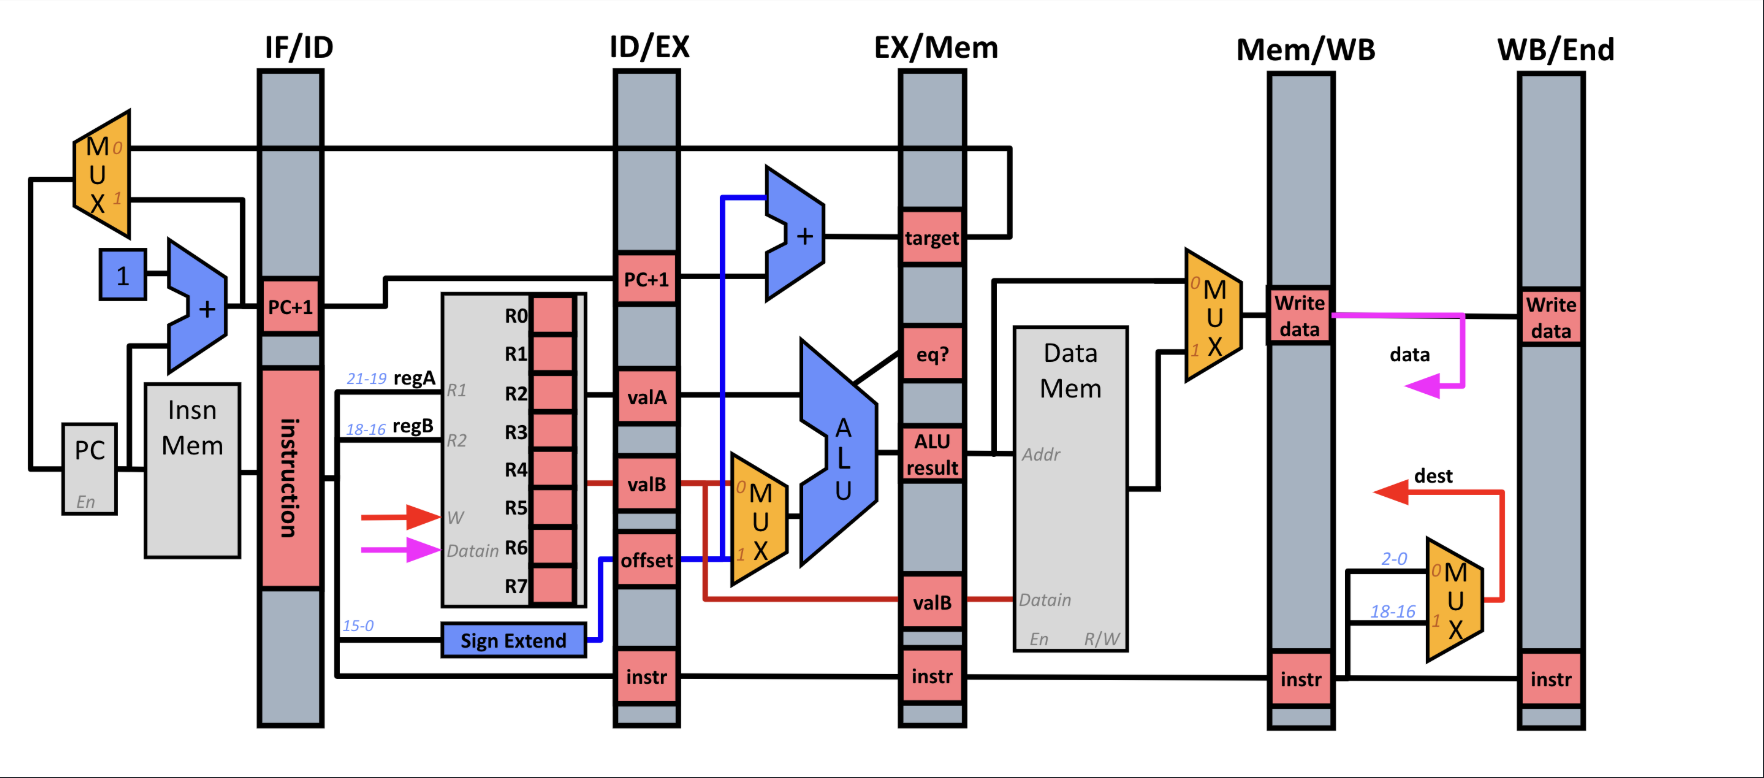 IF/ID
ID/EX
EX/Mem
Mem/WB
WB/End
M
U
X
0
1
1
+
PC+1
PC
En
Insn
Mem
instruction
21-19 regA
18-16 regB
R1
R2
W
Datain
R0
R1
R2
R3
R4
R5
R6
R7
15-0
Sign Extend
PC+1
valA
valB
offset
instr
+
M
U
X
0
1
A
L
U
target
eq?
ALU
result
valB
instr
Data
Mem
Addr
Datain
En
R/W
M
U
X
0
1
Write
data
instr
data
dest
2-0
18-16
M
U
X
0
1
Write
data
instr